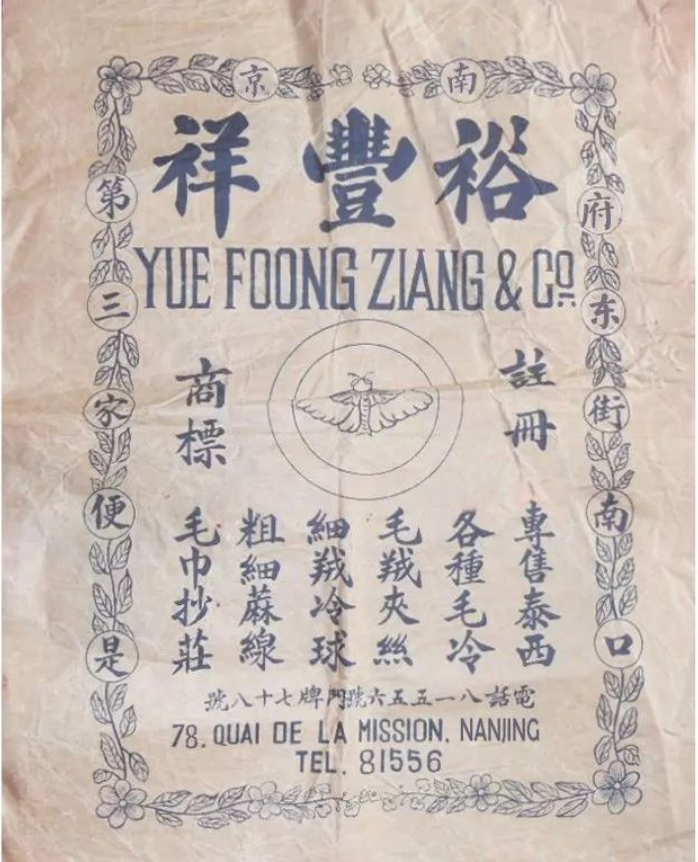 南京
府东街南口
第三家便是
裕豐祥
YUE FOONG ZIANG & CO.
註冊
商標
專售泰西
各種毛冷
毛羢夾絲
細羢冷球
粗細蔴線
毛巾抄莊
電話八一五五六號門牌七十八號
78, QUAI DE LA MISSION, NANJING
TEL. 81556